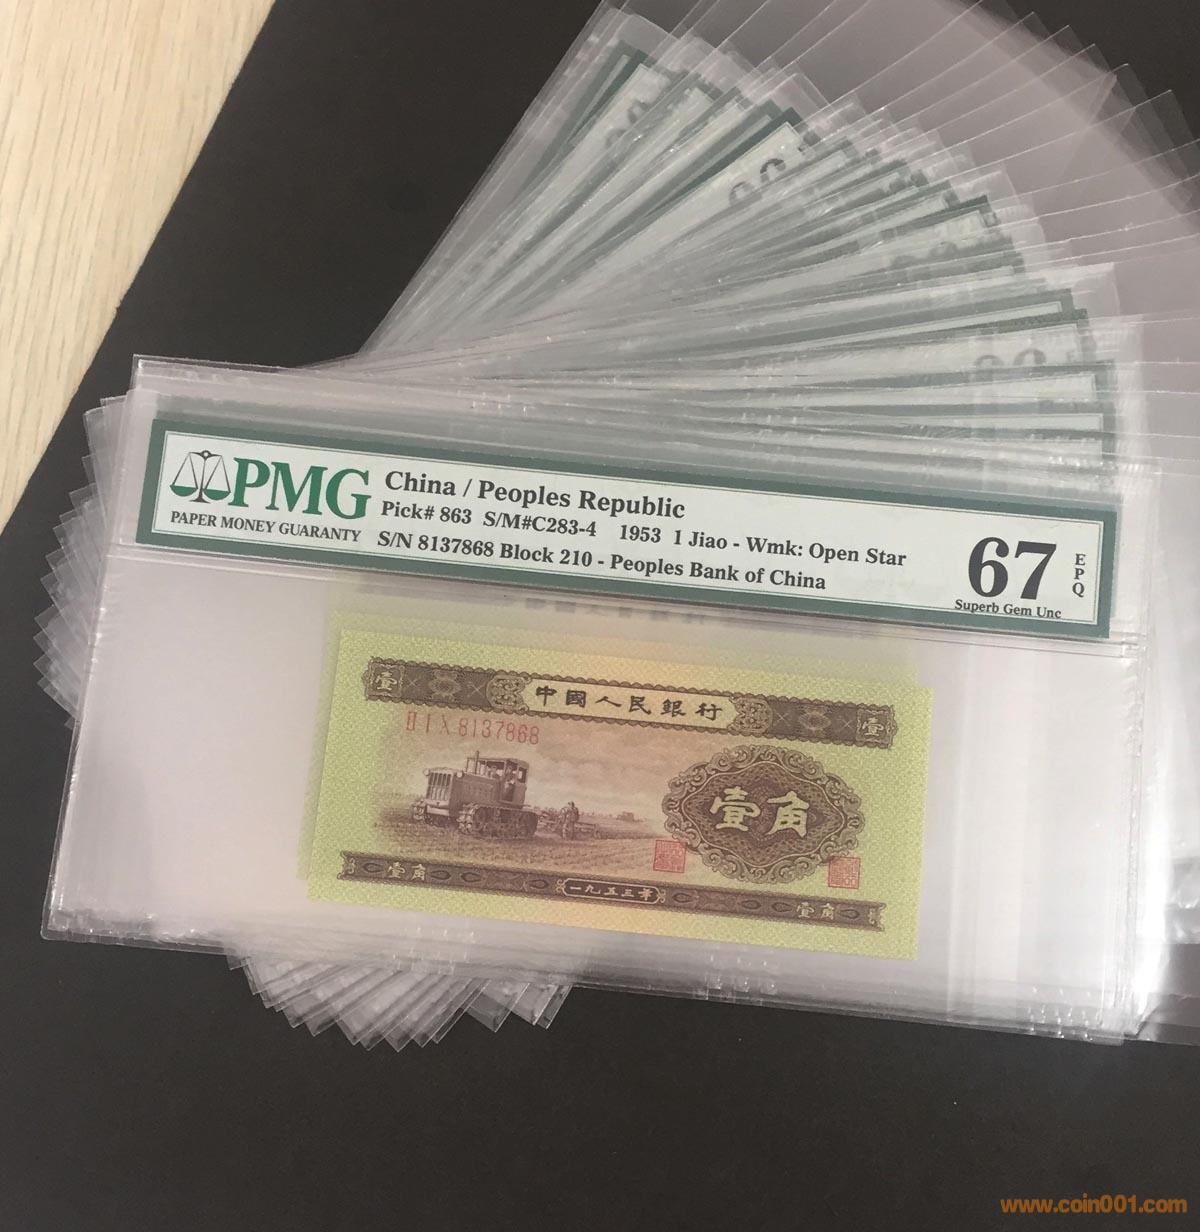 PMG
PAPER MONEY GUARANTY
China / Peoples Republic
Pick# 863 S/M#C283-4 1953 1 Jiao - Wmk: Open Star
S/N 8137868 Block 210 - Peoples Bank of China
67
EPQ
Superb Gem Unc
壹
中國人民銀行
壹
II I X 8137868
壹角
壹角
一九五三年
壹角
www.coin001.com